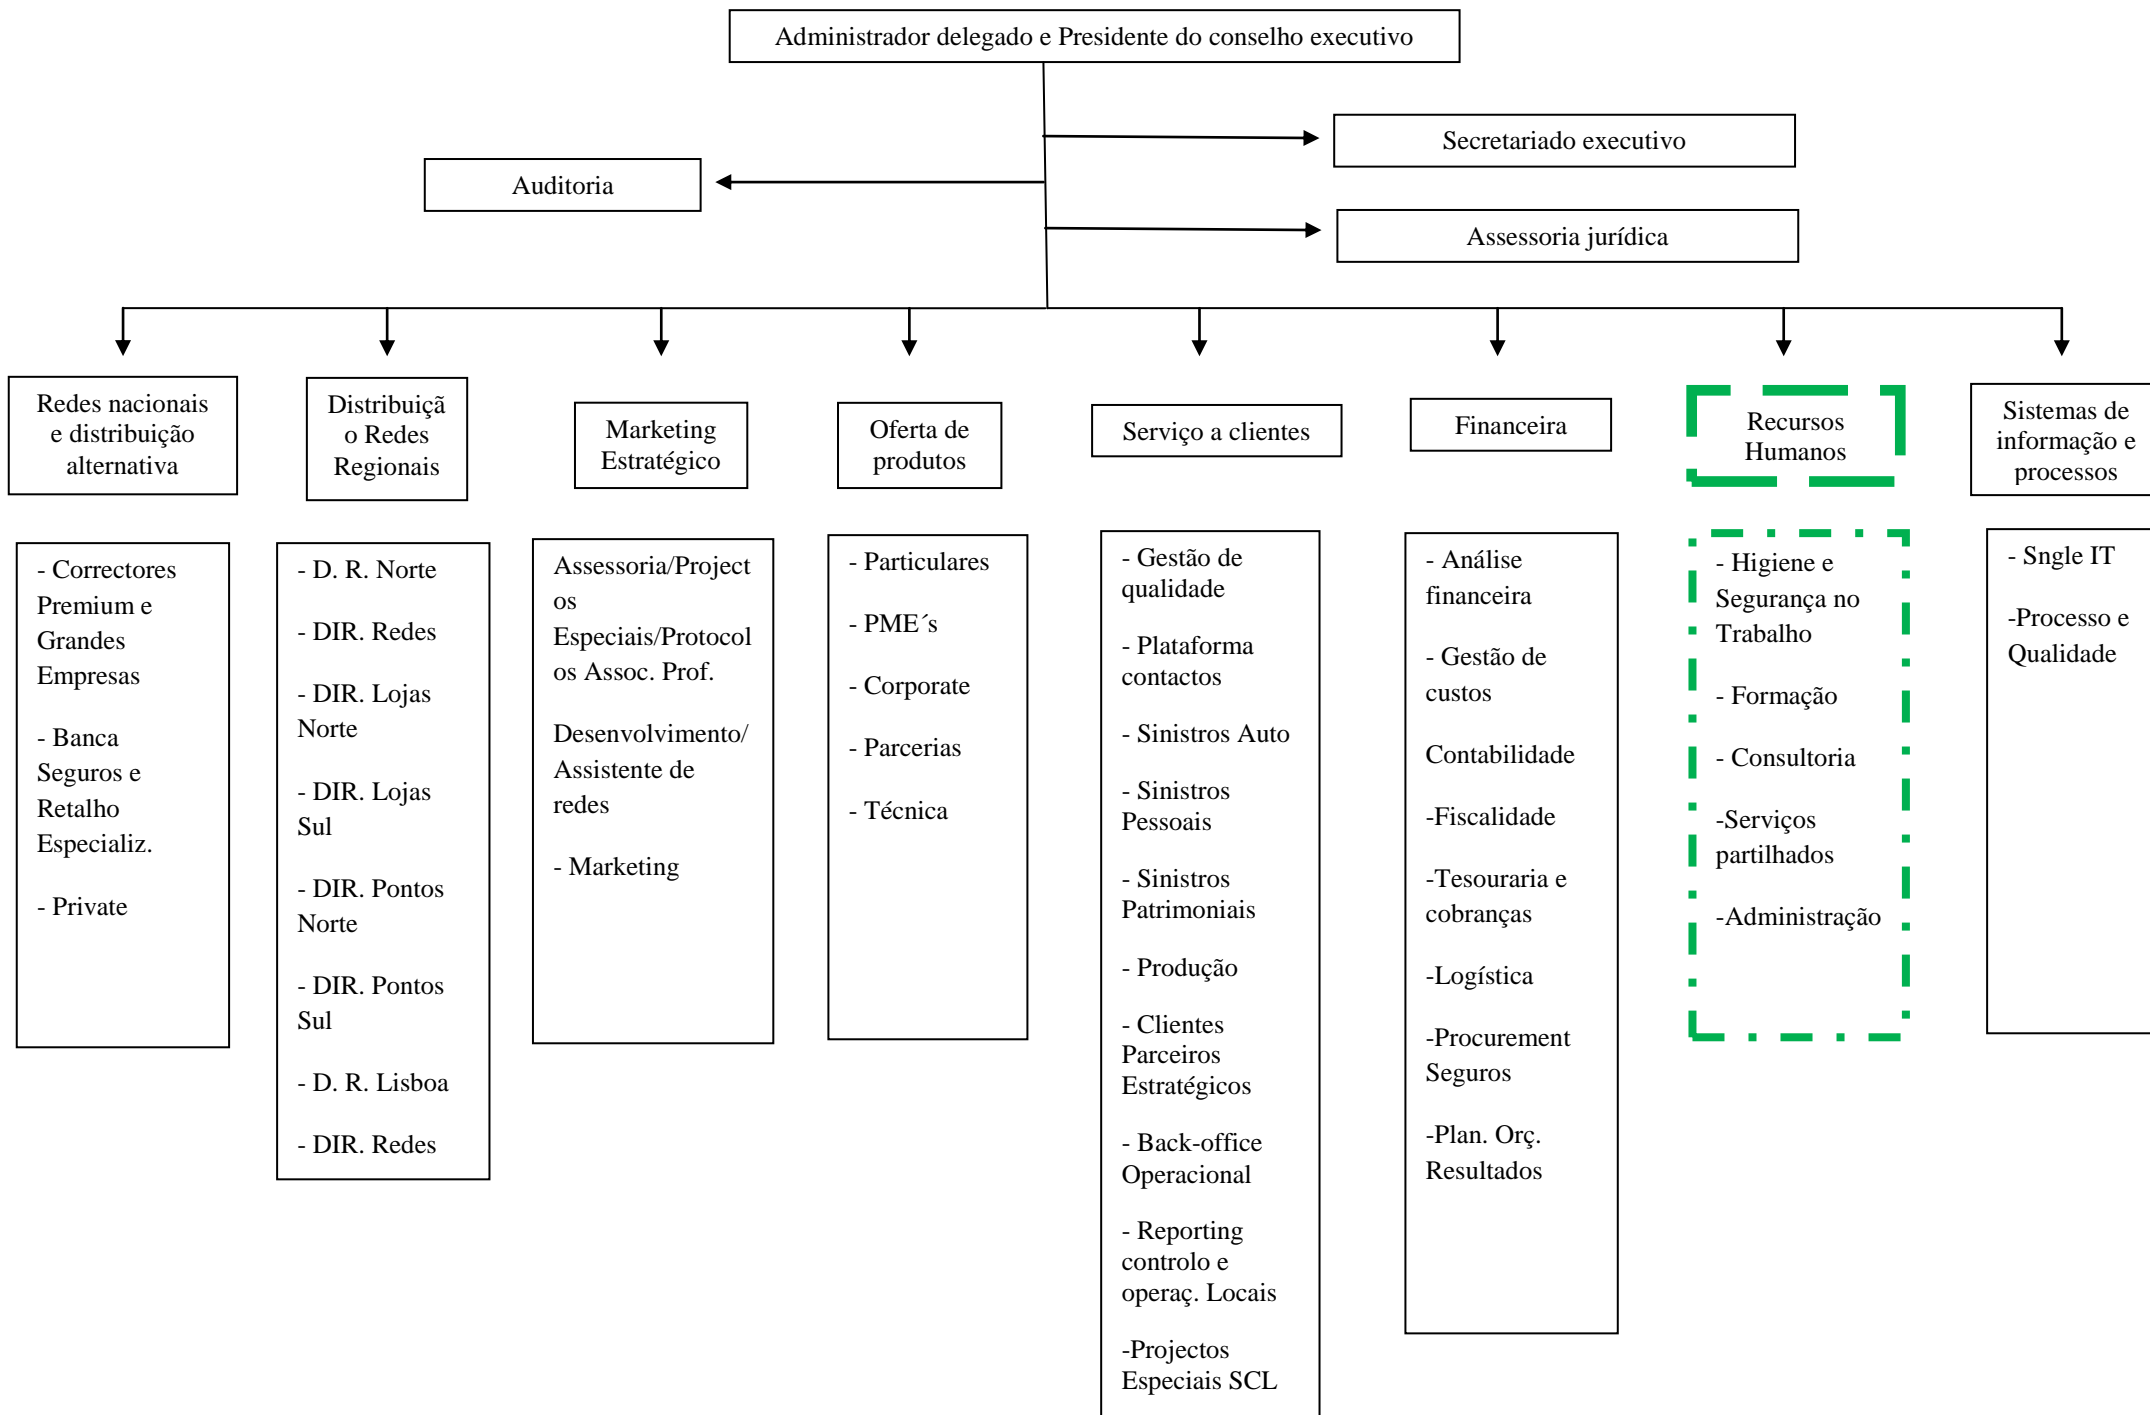 Administrador delegado e Presidente do conselho executivo
Secretariado executivo
Auditoria
Assessoria jurídica
Redes nacionais
e distribuição
alternativa
Distribuiçã
o Redes
Regionais
Marketing
Estratégico
Oferta de
produtos
Serviço a clientes
Financeira
Recursos
Humanos
Sistemas de
informação e
processos
- Correctores
Premium e
Grandes
Empresas
- Banca
Seguros e
Retalho
Especializ.
- Private
- D. R. Norte
- DIR. Redes
- DIR. Lojas
Norte
- DIR. Lojas
Sul
- DIR. Pontos
Norte
- DIR. Pontos
Sul
- D. R. Lisboa
- DIR. Redes
Assessoria/Project
os
Especiais/Protocol
os Assoc. Prof.
Desenvolvimento/
Assistente de
redes
- Marketing
- Particulares
- PME´s
- Corporate
- Parcerias
- Técnica
- Gestão de
qualidade
- Plataforma
contactos
- Sinistros Auto
- Sinistros
Pessoais
- Sinistros
Patrimoniais
- Produção
- Clientes
Parceiros
Estratégicos
- Back-office
Operacional
- Reporting
controlo e
operaç. Locais
-Projectos
Especiais SCL
- Análise
financeira
- Gestão de
custos
Contabilidade
-Fiscalidade
-Tesouraria e
cobranças
-Logística
-Procurement
Seguros
-Plan. Orç.
Resultados
- Higiene e
Segurança no
Trabalho
- Formação
- Consultoria
-Serviços
partilhados
-Administração
- Sngle IT
-Processo e
Qualidade